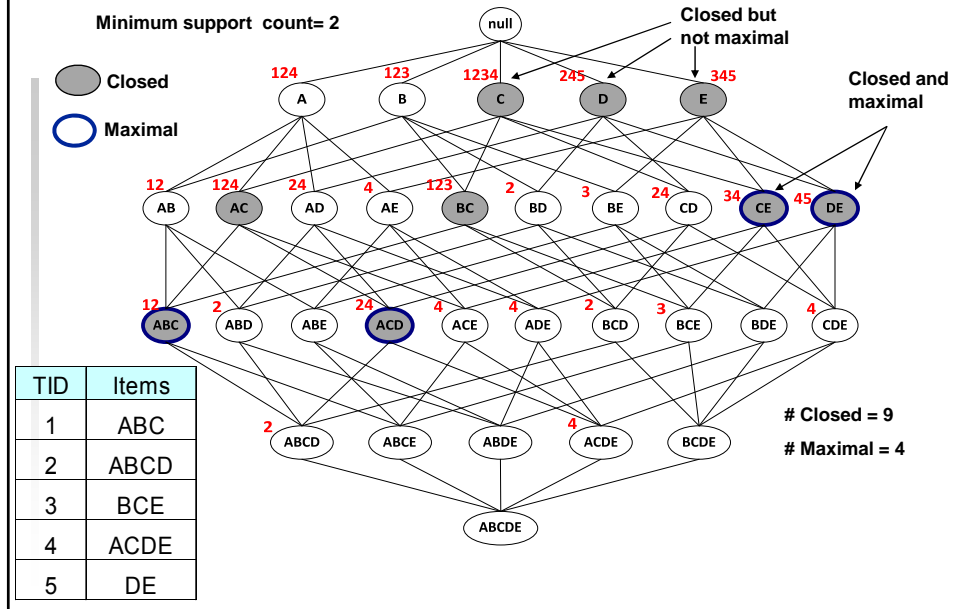 Minimum support count= 2
null
Closed but
not maximal
Closed and
maximal
Closed
Maximal
124 123 1234 245 345
A B C D E
12 124 24 4 123 2 3 24 34 45
AB AC AD AE BC BD BE CD CE DE
12 2 24 4 4 2 3 4
ABC ABD ABE ACD ACE ADE BCD BCE BDE CDE
2 4
ABCD ABCE ABDE ACDE BCDE
ABCDE
# Closed = 9
# Maximal = 4
TID Items
1 ABC
2 ABCD
3 BCE
4 ACDE
5 DE